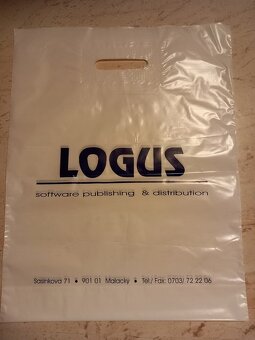 LOGUS
software publishing & distribution
Sasinkova 71 • 901 01 Malacky • Tel./ Fax: 0703/ 72 22 06